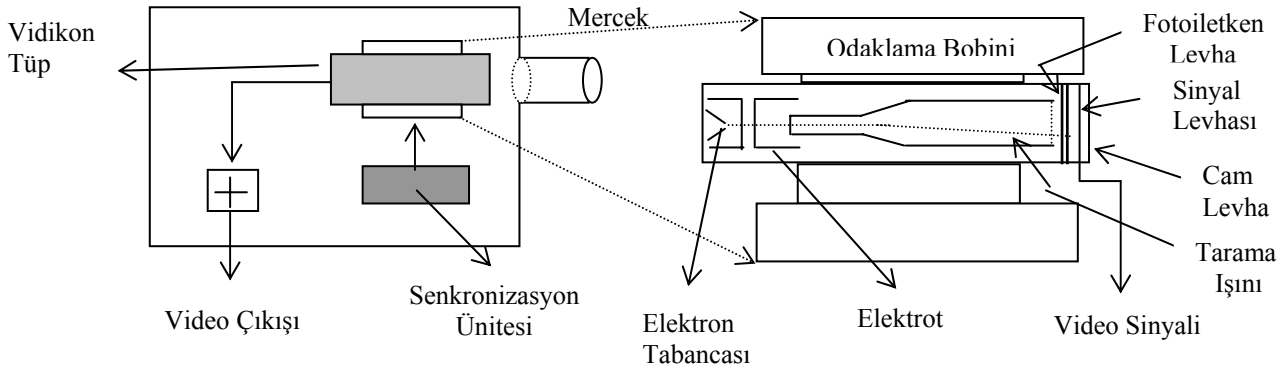 Vidikon
Tüp
Mercek
Video Çıkışı
Senkronizasyon
Ünitesi
Odaklama Bobini
Fotoiletken
Levha
Sinyal
Levhası
Cam
Levha
Tarama
Işını
Elektron
Tabancası
Elektrot
Video Sinyali